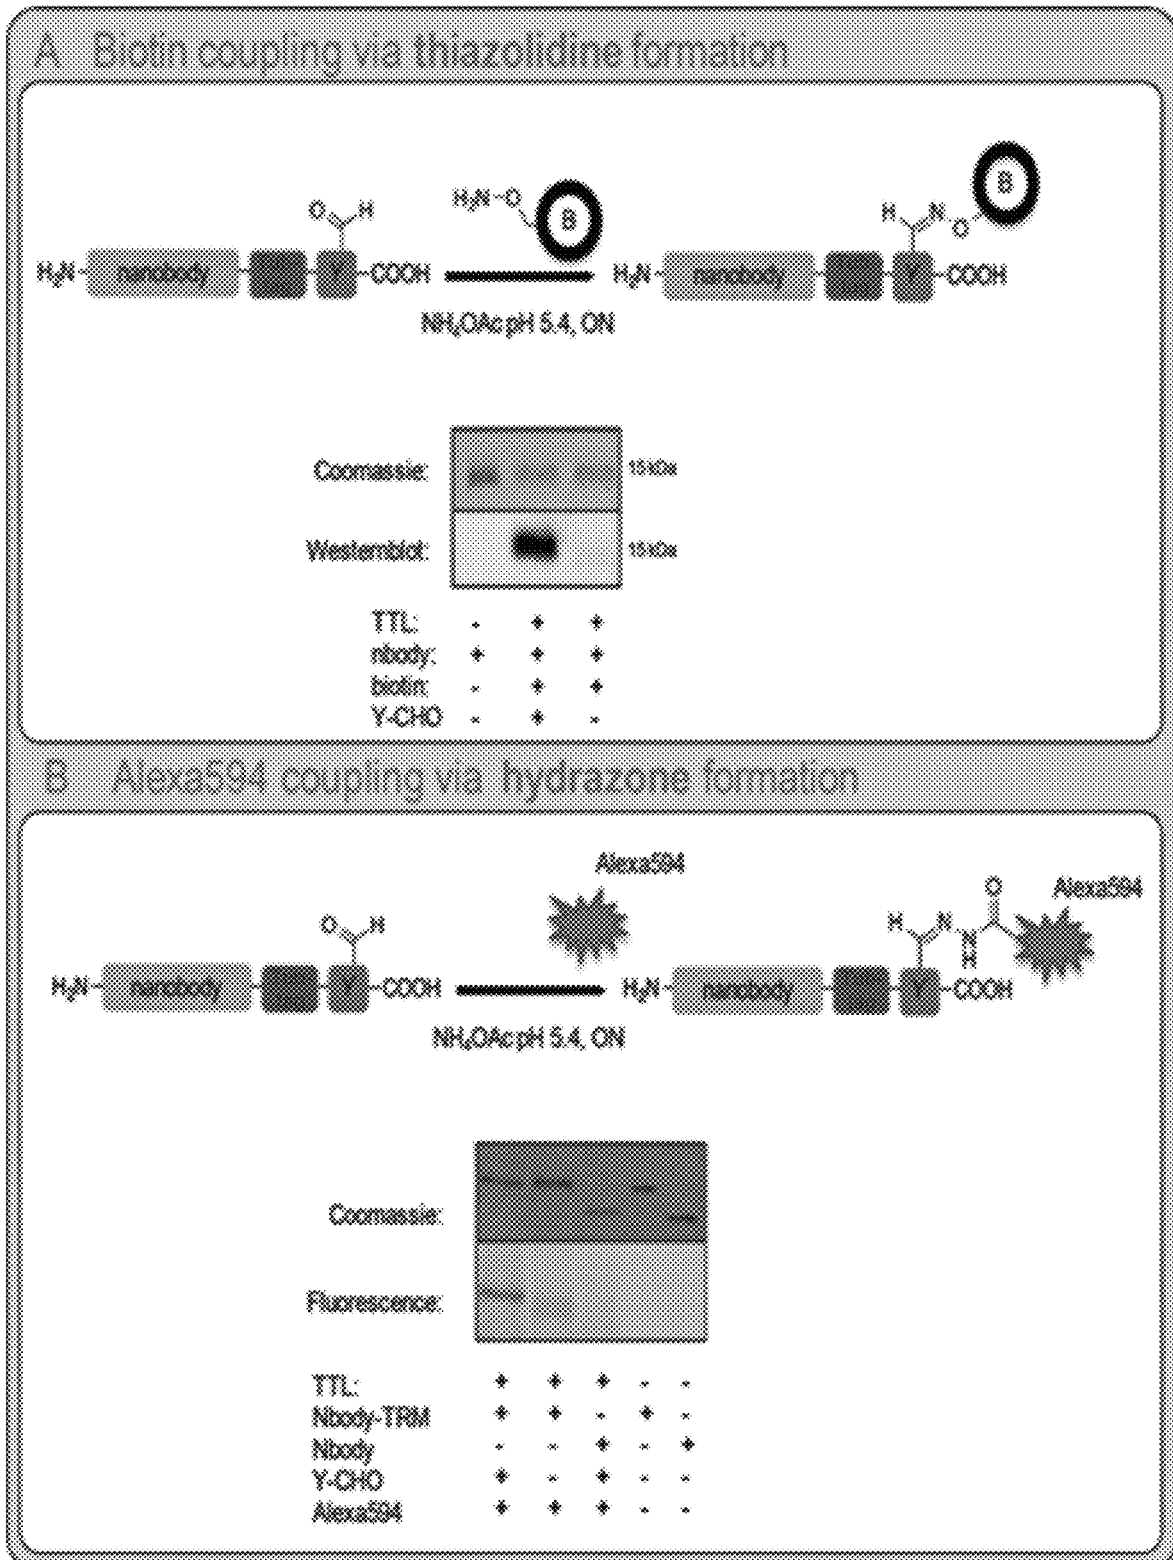 A Biotin coupling via thiazolidine formation
H₂N-O
B
B
O H
H N O
H₂N- nanobody Y -COOH
H₂N- nanobody Y -COOH
NH₄OAc pH 5.4, ON
Coomassie: 15 kDa
Westernblot: 15 kDa
TTL: - + +
nbody: + + +
biotin: - + +
Y-CHO - + -
B Alexa594 coupling via hydrazone formation
Alexa594
O Alexa594
O H
H N N H
H₂N- nanobody Y -COOH
H₂N- nanobody Y -COOH
NH₄OAc pH 5.4, ON
Coomassie:
Fluorescence:
TTL: + + + - -
Nbody-TRM + + - + -
Nbody - - + - +
Y-CHO + - + - -
Alexa594 + + + - -